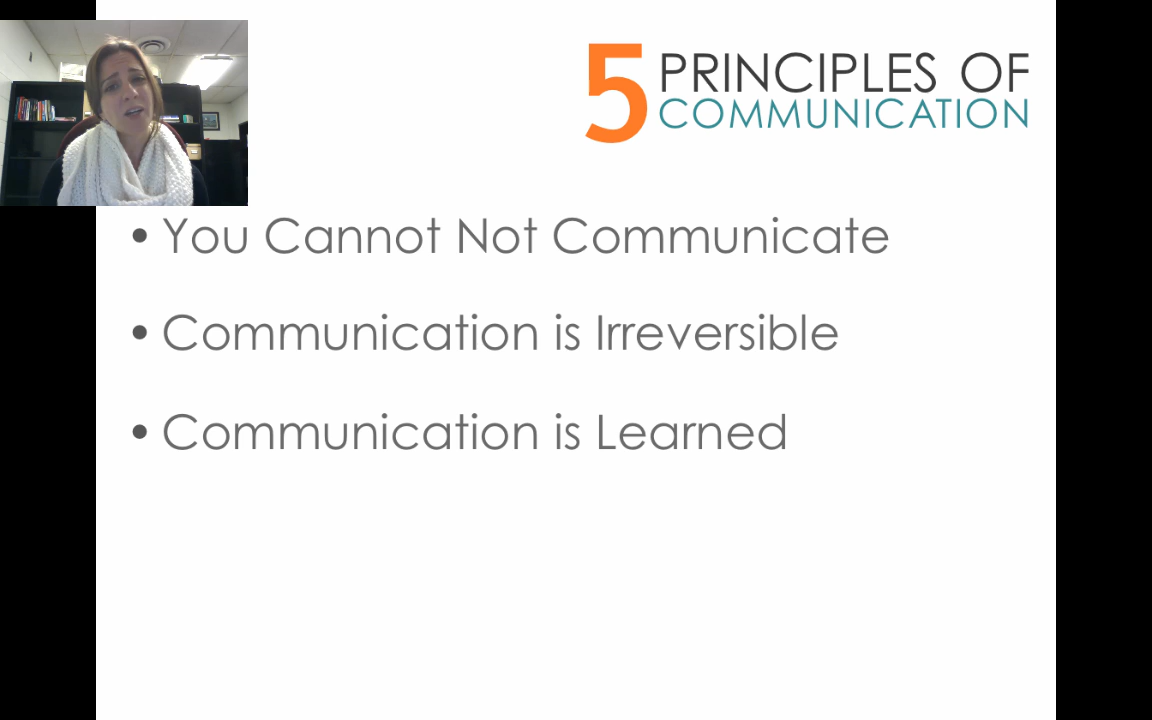 5 PRINCIPLES OF
COMMUNICATION
• You Cannot Not Communicate
• Communication is Irreversible
• Communication is Learned